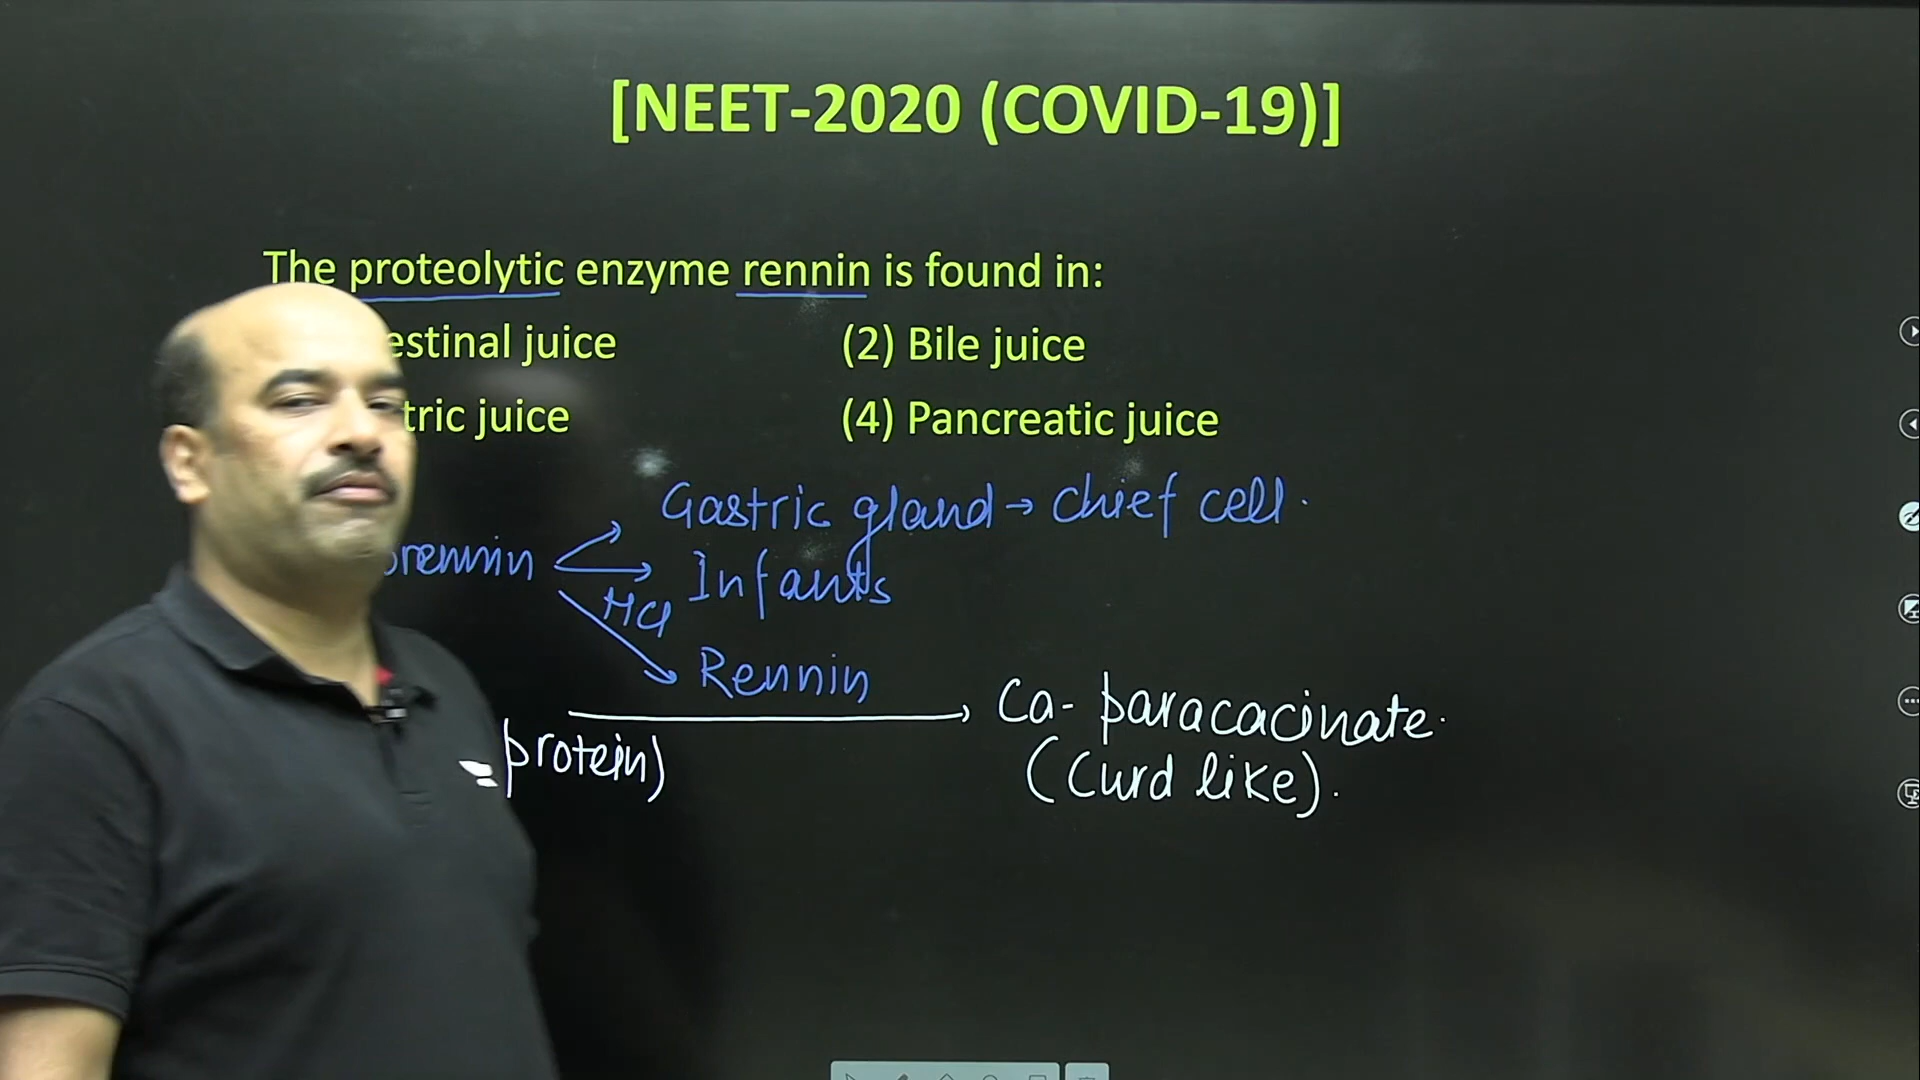 [NEET-2020 (COVID-19)]
The proteolytic enzyme rennin is found in:
estinal juice (2) Bile juice
tric juice (4) Pancreatic juice
Gastric gland → Chief cell.
rennin Infants
HCl
Rennin
Ca- paracacinate.
protein)
(Curd like).